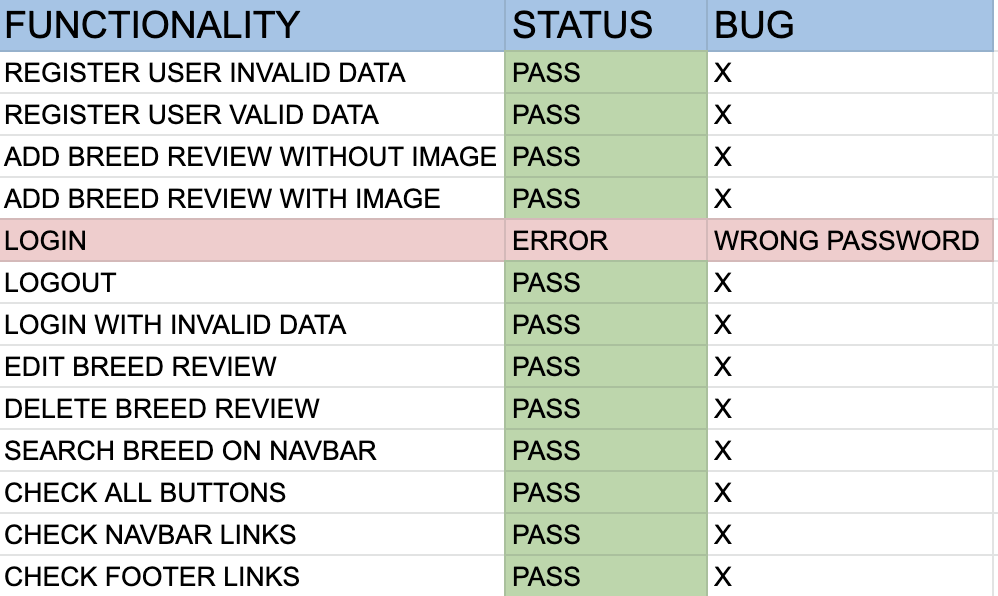 FUNCTIONALITY STATUS BUG
REGISTER USER INVALID DATA PASS X
REGISTER USER VALID DATA PASS X
ADD BREED REVIEW WITHOUT IMAGE PASS X
ADD BREED REVIEW WITH IMAGE PASS X
LOGIN ERROR WRONG PASSWORD
LOGOUT PASS X
LOGIN WITH INVALID DATA PASS X
EDIT BREED REVIEW PASS X
DELETE BREED REVIEW PASS X
SEARCH BREED ON NAVBAR PASS X
CHECK ALL BUTTONS PASS X
CHECK NAVBAR LINKS PASS X
CHECK FOOTER LINKS PASS X